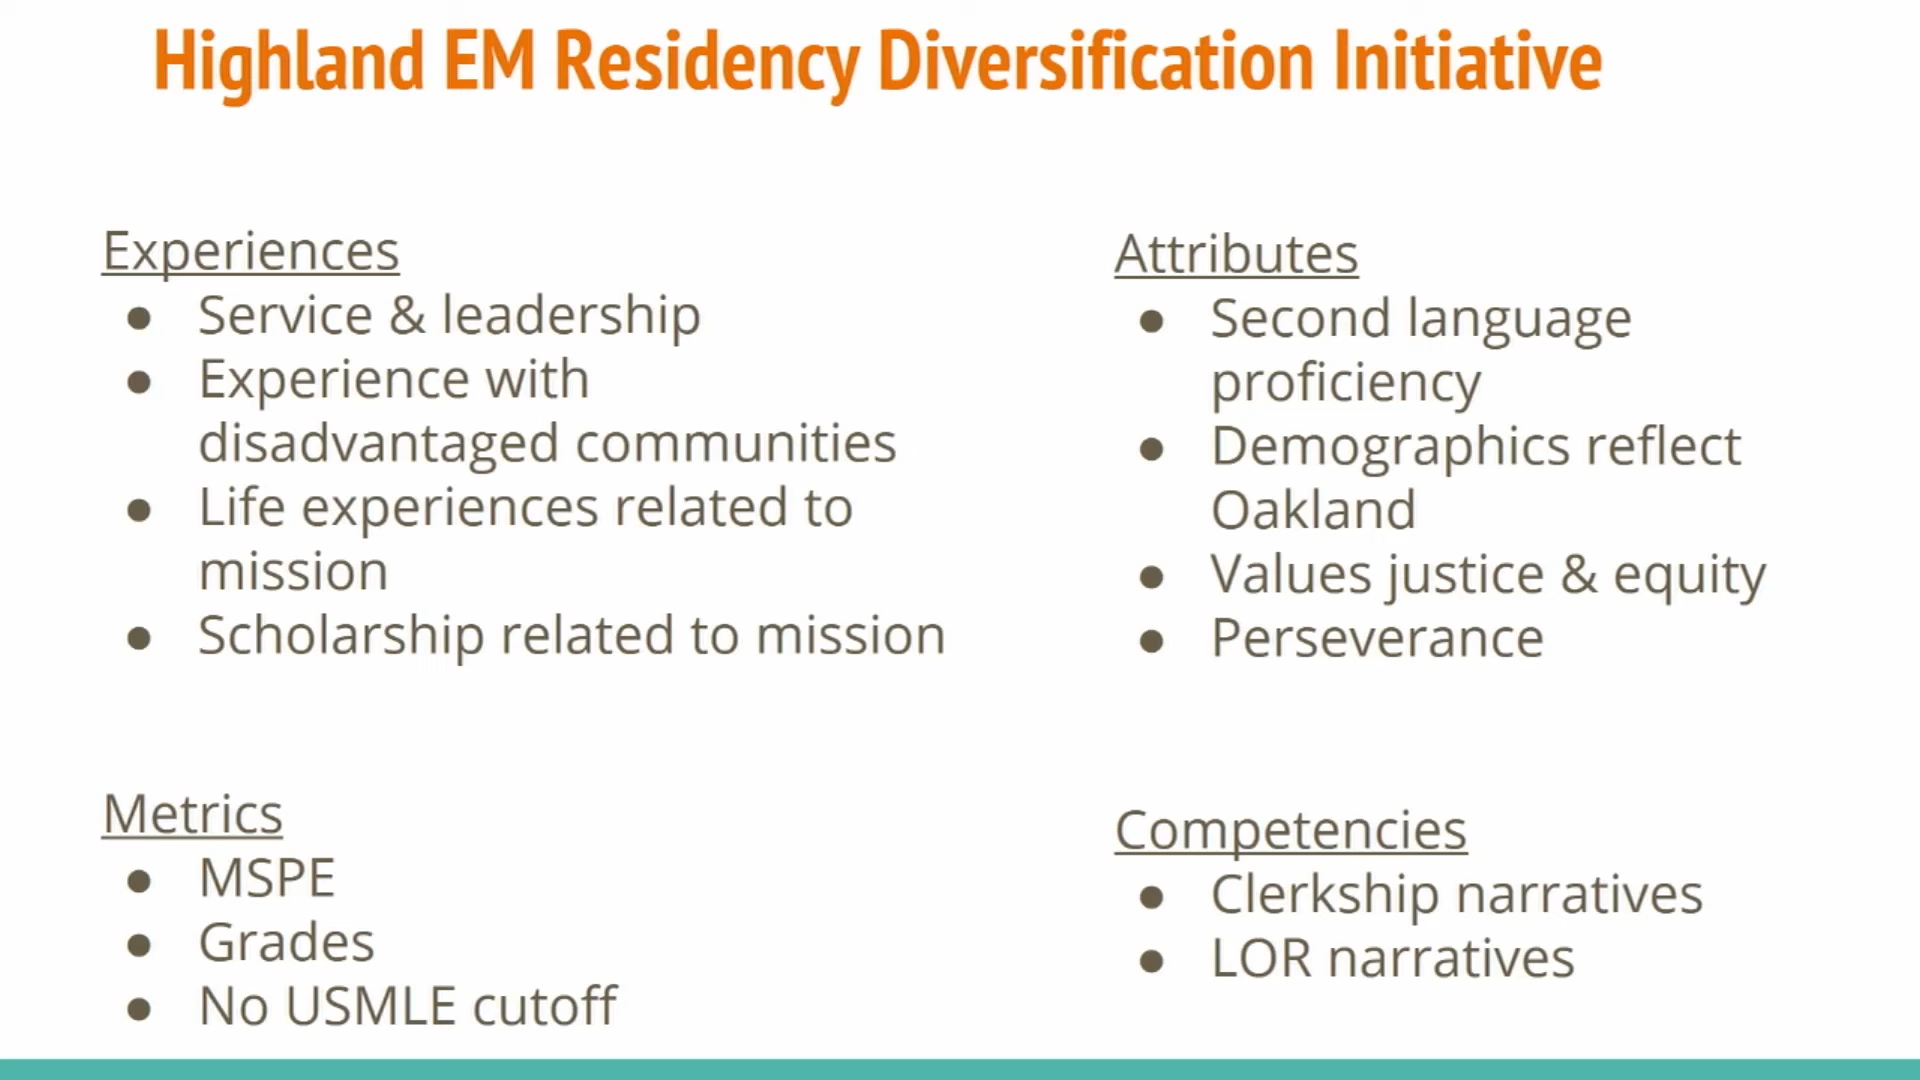 Highland EM Residency Diversification Initiative
Experiences
● Service & leadership
● Experience with
disadvantaged communities
● Life experiences related to
mission
● Scholarship related to mission
Attributes
● Second language
proficiency
● Demographics reflect
Oakland
● Values justice & equity
● Perseverance
Metrics
● MSPE
● Grades
● No USMLE cutoff
Competencies
● Clerkship narratives
● LOR narratives